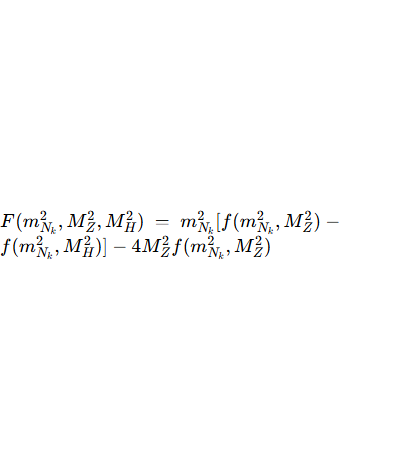 $F(m_{N_k}^2, M_Z^2, M_H^2) = m_{N_k}^2[f(m_{N_k}^2, M_Z^2) -$
$f(m_{N_k}^2, M_H^2)] - 4M_Z^2 f(m_{N_k}^2, M_Z^2)$